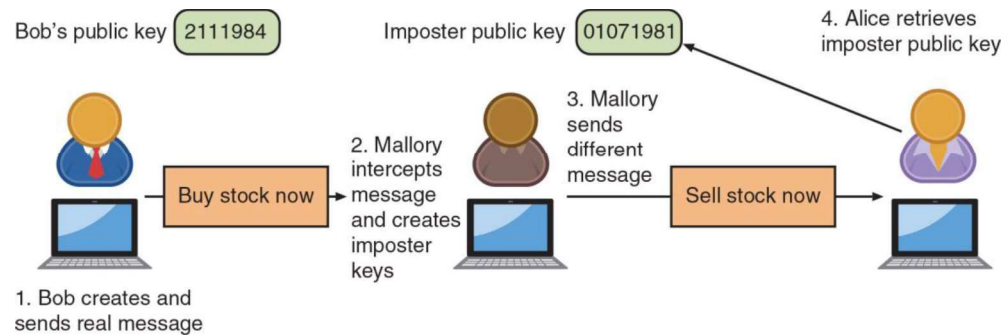 Bob's public key 2111984
Imposter public key 01071981
4. Alice retrieves
imposter public key
3. Mallory
sends
different
message
2. Mallory
intercepts
message
and creates
imposter
keys
Buy stock now
Sell stock now
1. Bob creates and
sends real message